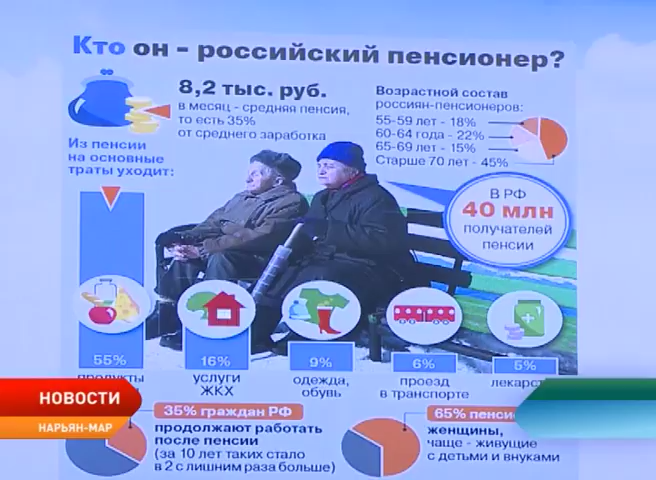 Кто он - российский пенсионер?
8,2 тыс. руб.
в месяц - средняя пенсия,
то есть 35%
от среднего заработка
Возрастной состав
россиян-пенсионеров:
55-59 лет - 18%
60-64 года - 22%
65-69 лет - 15%
Старше 70 лет - 45%
Из пенсии
на основные
траты уходит:
В РФ
40 млн
получателей
пенсии
55%
продукты
16%
услуги
ЖКХ
9%
одежда,
обувь
6%
проезд
в транспорте
5%
НОВОСТИ
НАРЬЯН-МАР
35% граждан РФ
продолжают работать
после пенсии
(за 10 лет таких стало
в 2 с лишним раза больше)
65%
женщины,
чаще - живущие
с детьми и внуками